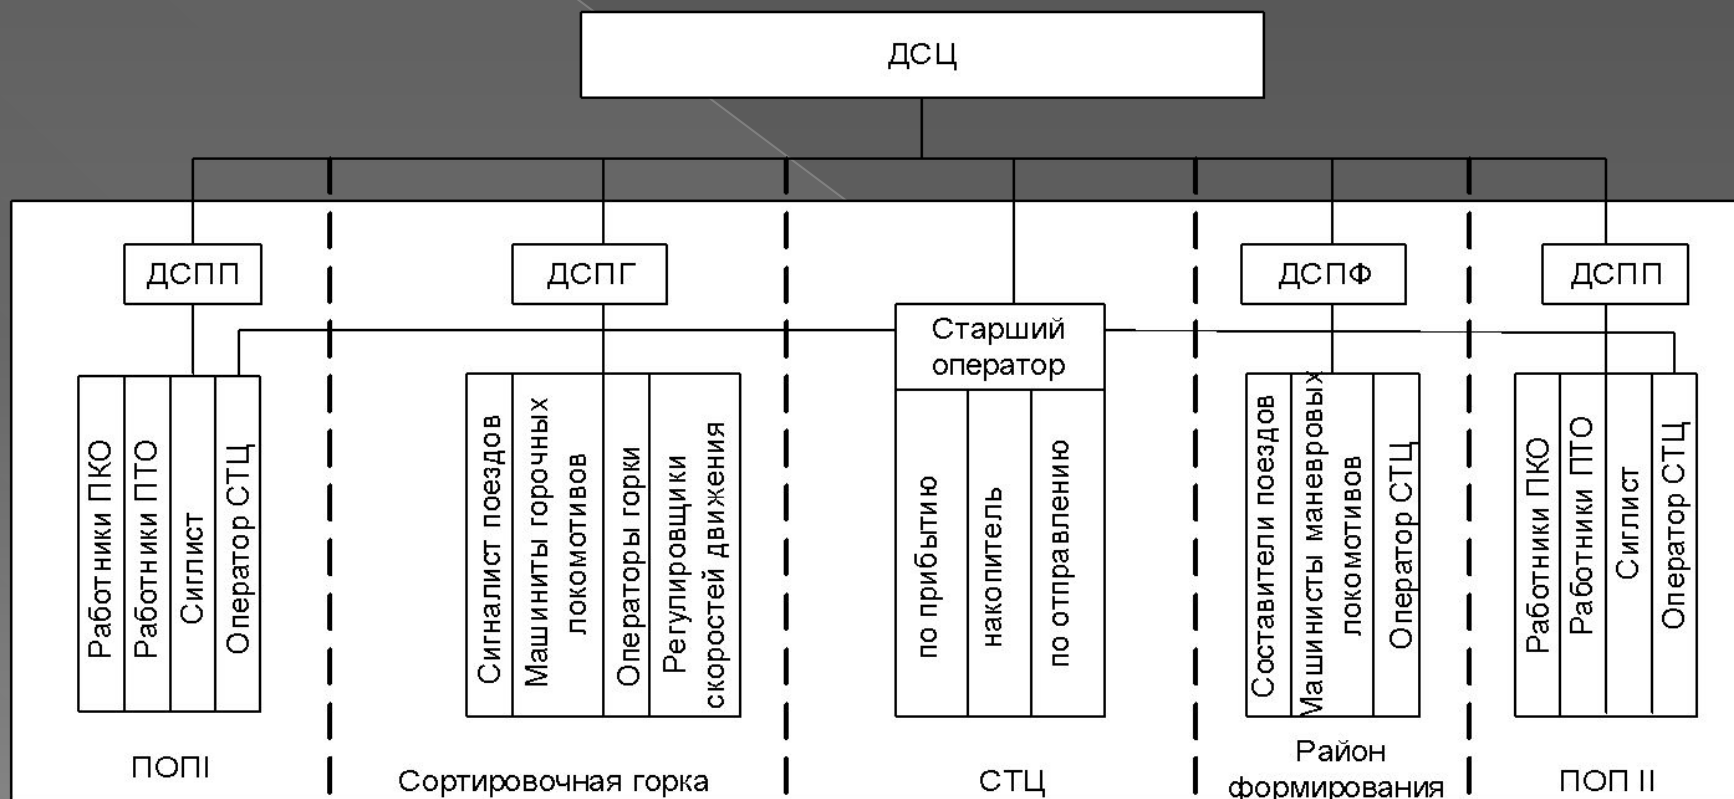 ДСЦ
ДСПП
ДСПГ
ДСПФ
ДСПП
Старший
оператор
Работники ПКО
Работники ПТО
Сиглист
Оператор СТЦ
Сигналист поездов
Машиниты горочных
локомотивов
Операторы горки
Регулировщики
скоростей движения
по прибытию
накопитель
по отправлению
Составители поездов
Машинисты маневровых
локомотивов
Оператор СТЦ
Работники ПКО
Работники ПТО
Сиглист
Оператор СТЦ
ПОПI
Сортировочная горка
СТЦ
Район
формирования
ПОП II